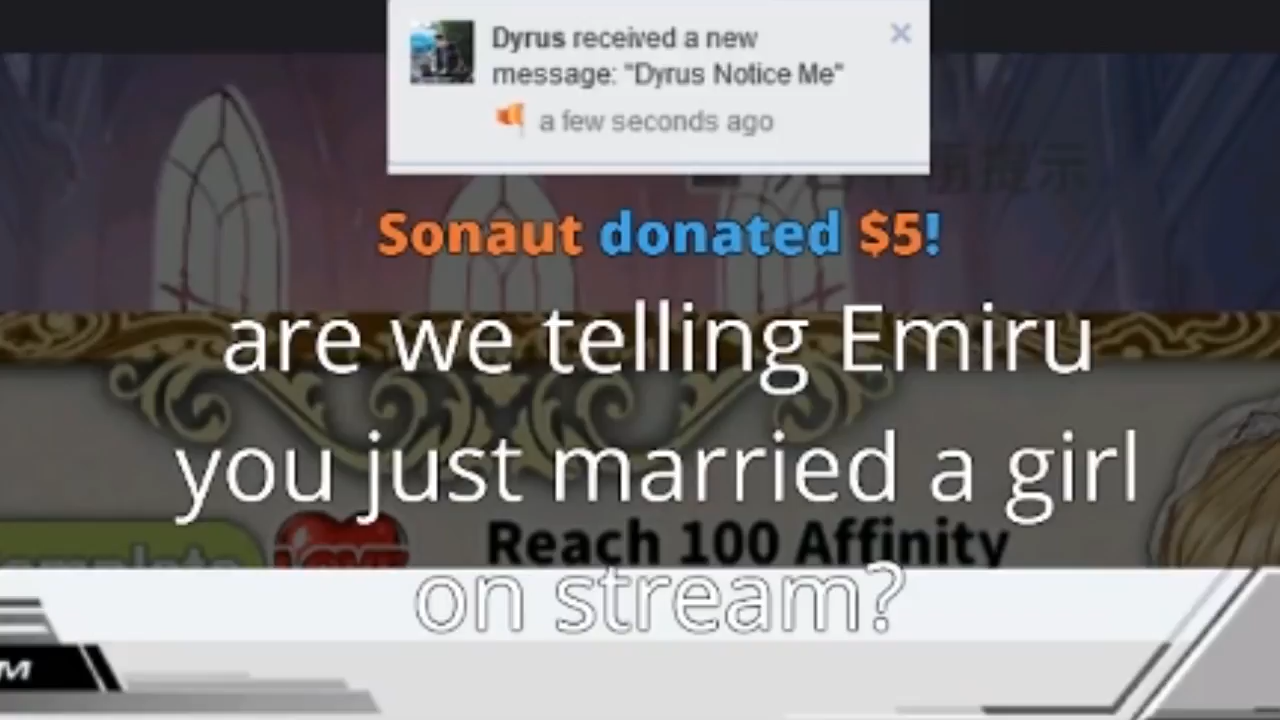 Dyrus received a new
message: "Dyrus Notice Me"
a few seconds ago
Sonaut donated $5!
are we telling Emiru
you just married a girl
LOVE
Reach 100 Affinity
on stream?